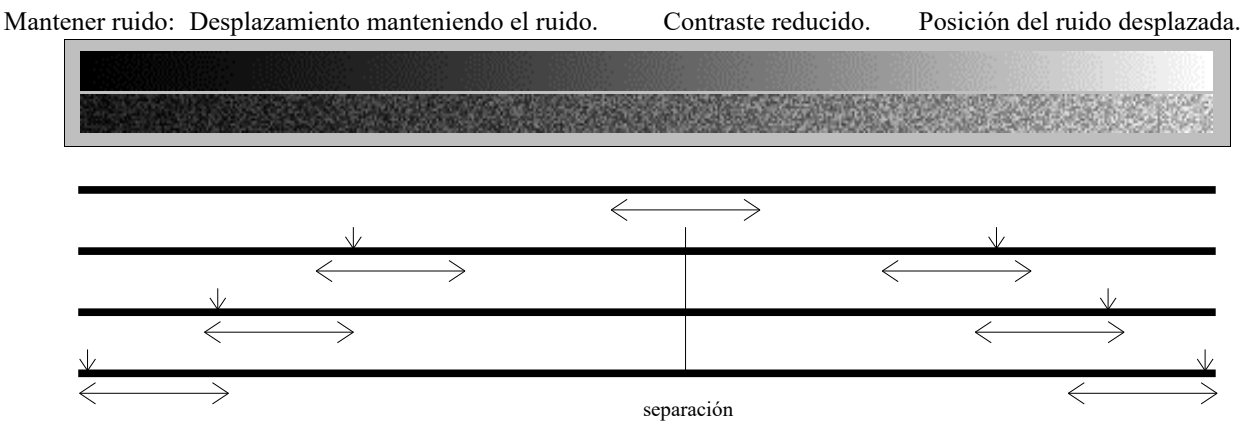 Mantener ruido: Desplazamiento manteniendo el ruido. Contraste reducido. Posición del ruido desplazada.
separación